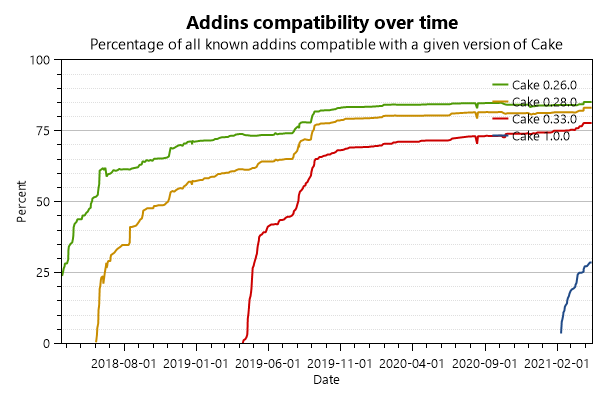 Addins compatibility over time
Percentage of all known addins compatible with a given version of Cake
100
75
50
25
0
Percent
Cake 0.26.0
Cake 0.28.0
Cake 0.33.0
Cake 1.0.0
2018-08-01 2019-01-01 2019-06-01 2019-11-01 2020-04-01 2020-09-01 2021-02-01
Date